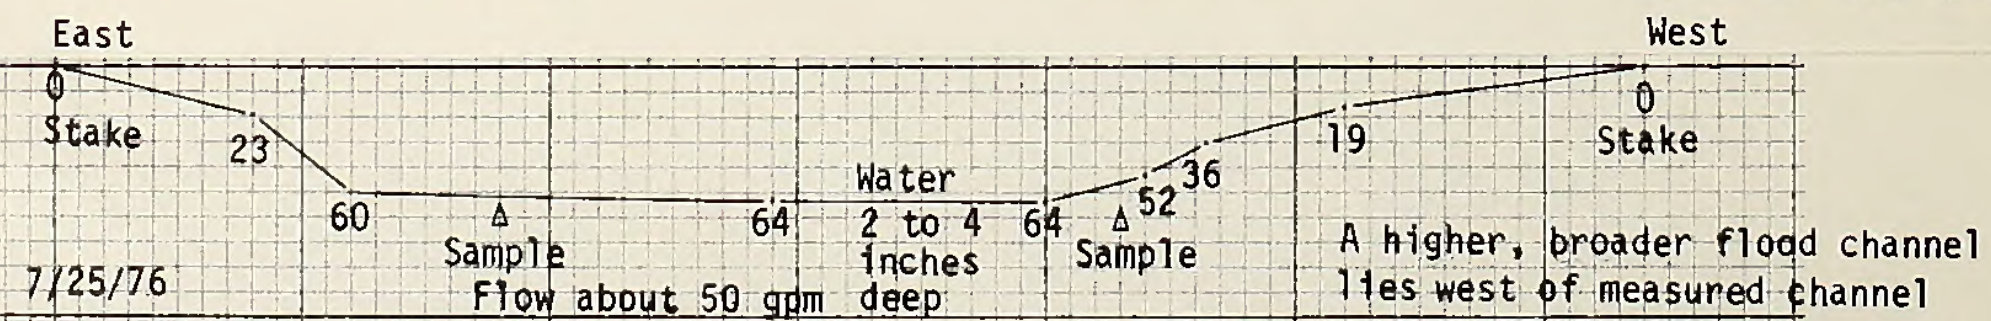 East
West
0
Stake
23
60
Sample
64
Water
2 to 4
inches
deep
64
Sample
52
36
19
0
Stake
7/25/76
Flow about 50 gpm
A higher, broader flood channel
lies west of measured channel